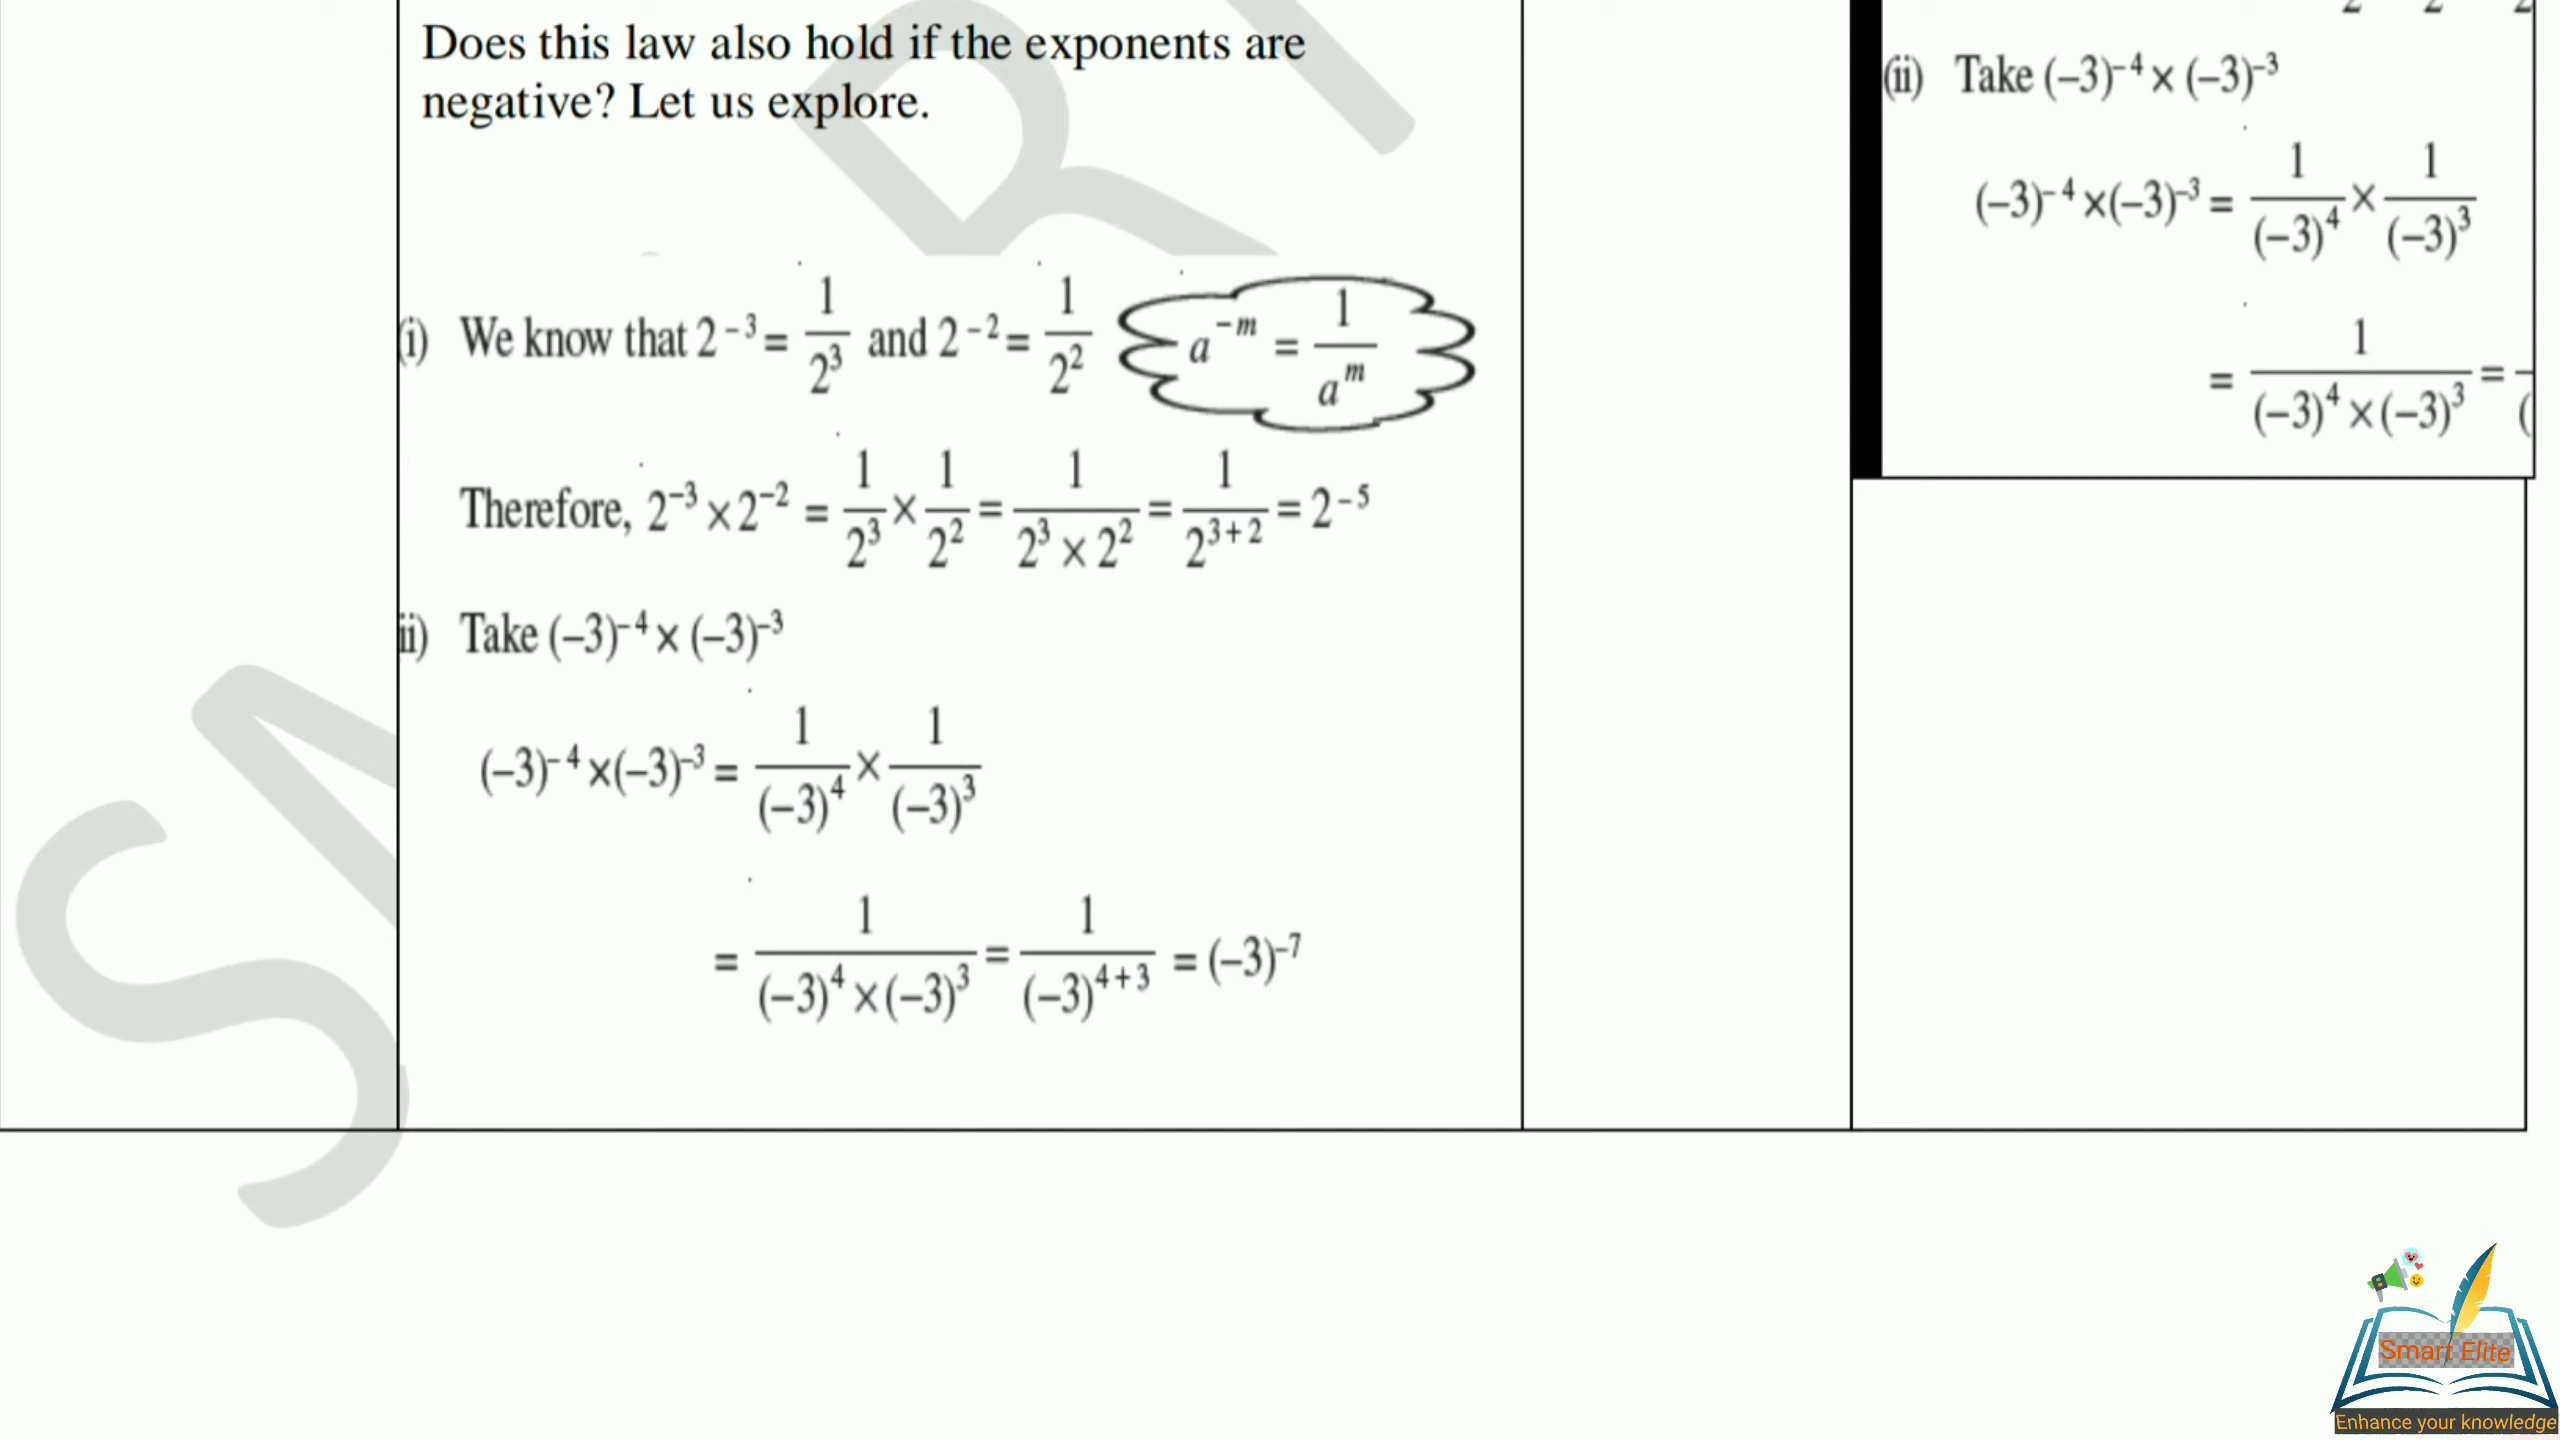 Does this law also hold if the exponents are
negative? Let us explore.
(i) We know that 2^{-3} = 1/2^3 and 2^{-2} = 1/2^2
a^{-m} = 1/a^m
Therefore, 2^{-3} × 2^{-2} = 1/2^3 × 1/2^2 = 1/(2^3 × 2^2) = 1/2^{3+2} = 2^{-5}
ii) Take (–3)^{-4} × (–3)^{-3}
(–3)^{-4} × (–3)^{-3} = 1/(–3)^4 × 1/(–3)^3
= 1/((–3)^4 × (–3)^3) = 1/(–3)^{4+3} = (–3)^{-7}
(ii) Take (–3)^{-4} × (–3)^{-3}
(–3)^{-4} × (–3)^{-3} = 1/(–3)^4 × 1/(–3)^3
= 1/((–3)^4 × (–3)^3) =
Smart Elite
Enhance your knowledge